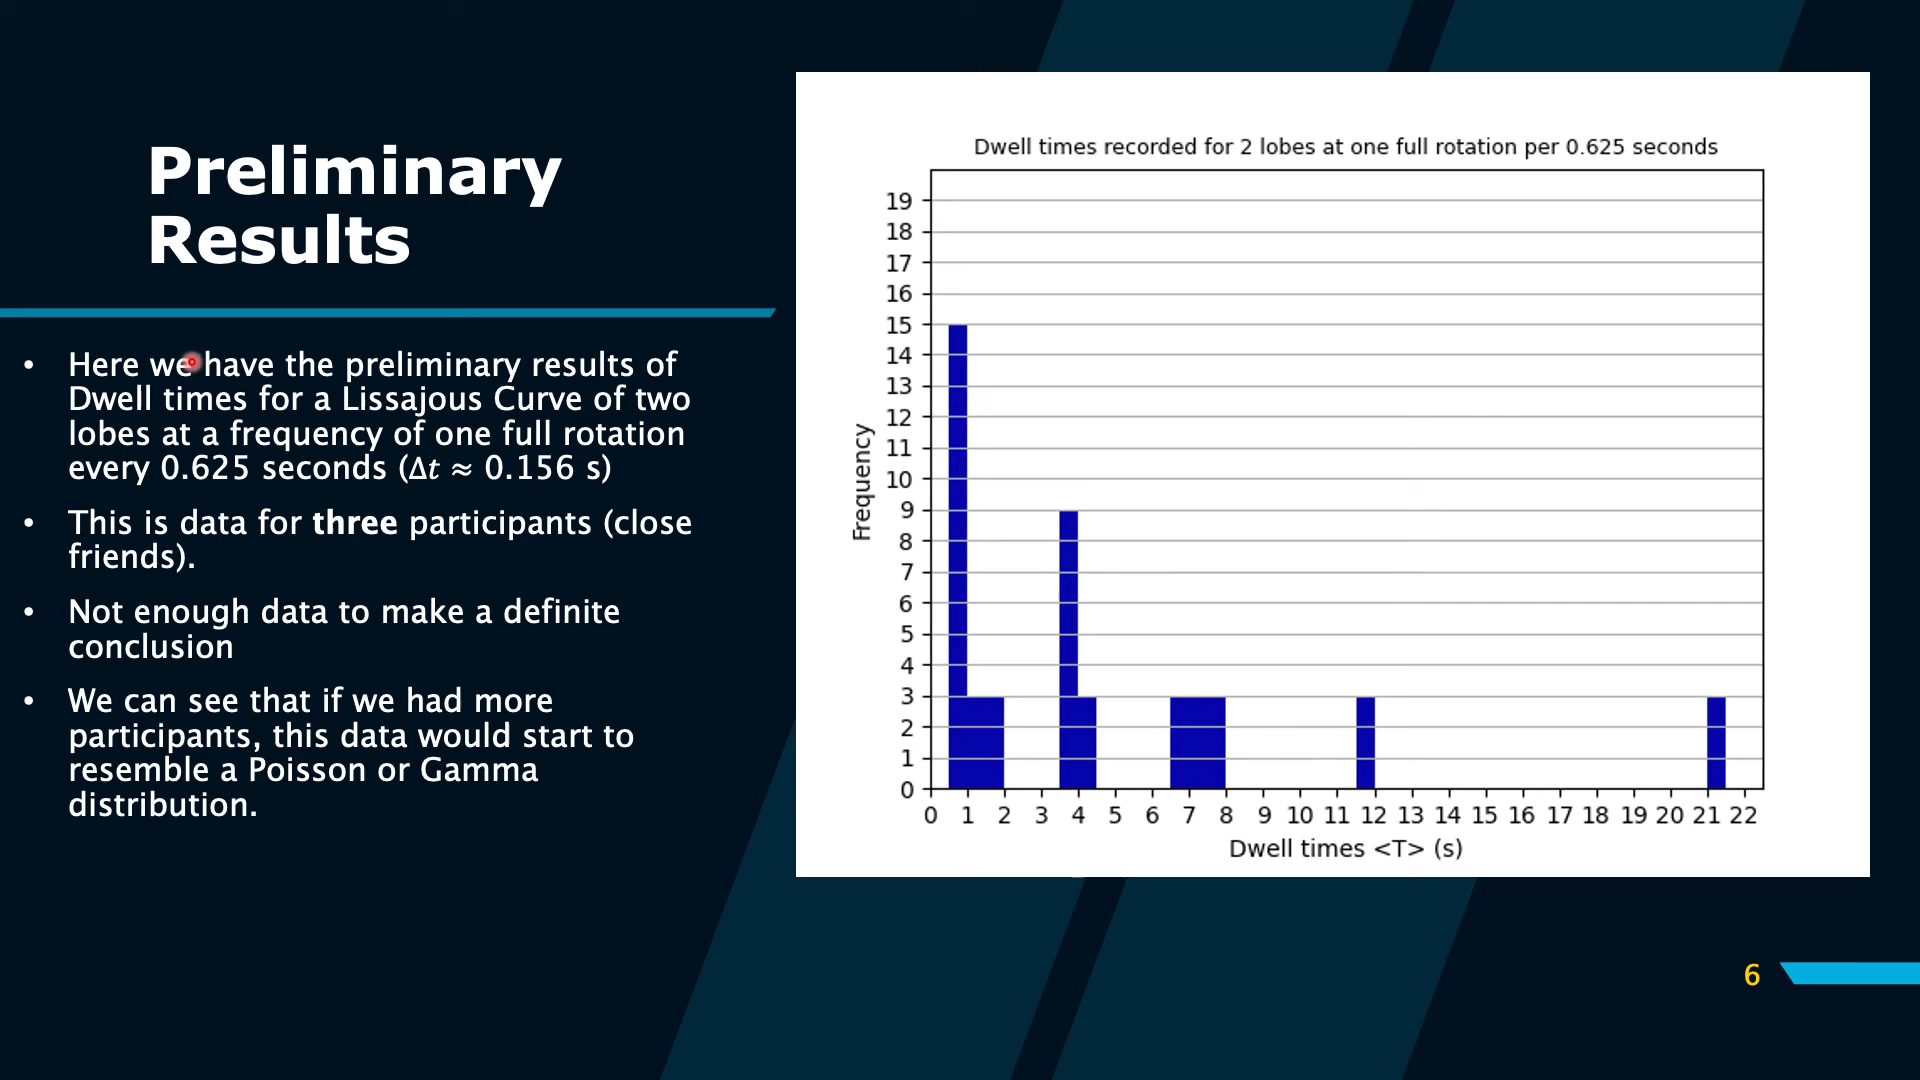 Preliminary
Results
• Here we have the preliminary results of
Dwell times for a Lissajous Curve of two
lobes at a frequency of one full rotation
every 0.625 seconds (Δt ≈ 0.156 s)
• This is data for three participants (close
friends).
• Not enough data to make a definite
conclusion
• We can see that if we had more
participants, this data would start to
resemble a Poisson or Gamma
distribution.
Dwell times recorded for 2 lobes at one full rotation per 0.625 seconds
Frequency
19
18
17
16
15
14
13
12
11
10
9
8
7
6
5
4
3
2
1
0
0 1 2 3 4 5 6 7 8 9 10 11 12 13 14 15 16 17 18 19 20 21 22
Dwell times <T> (s)
6